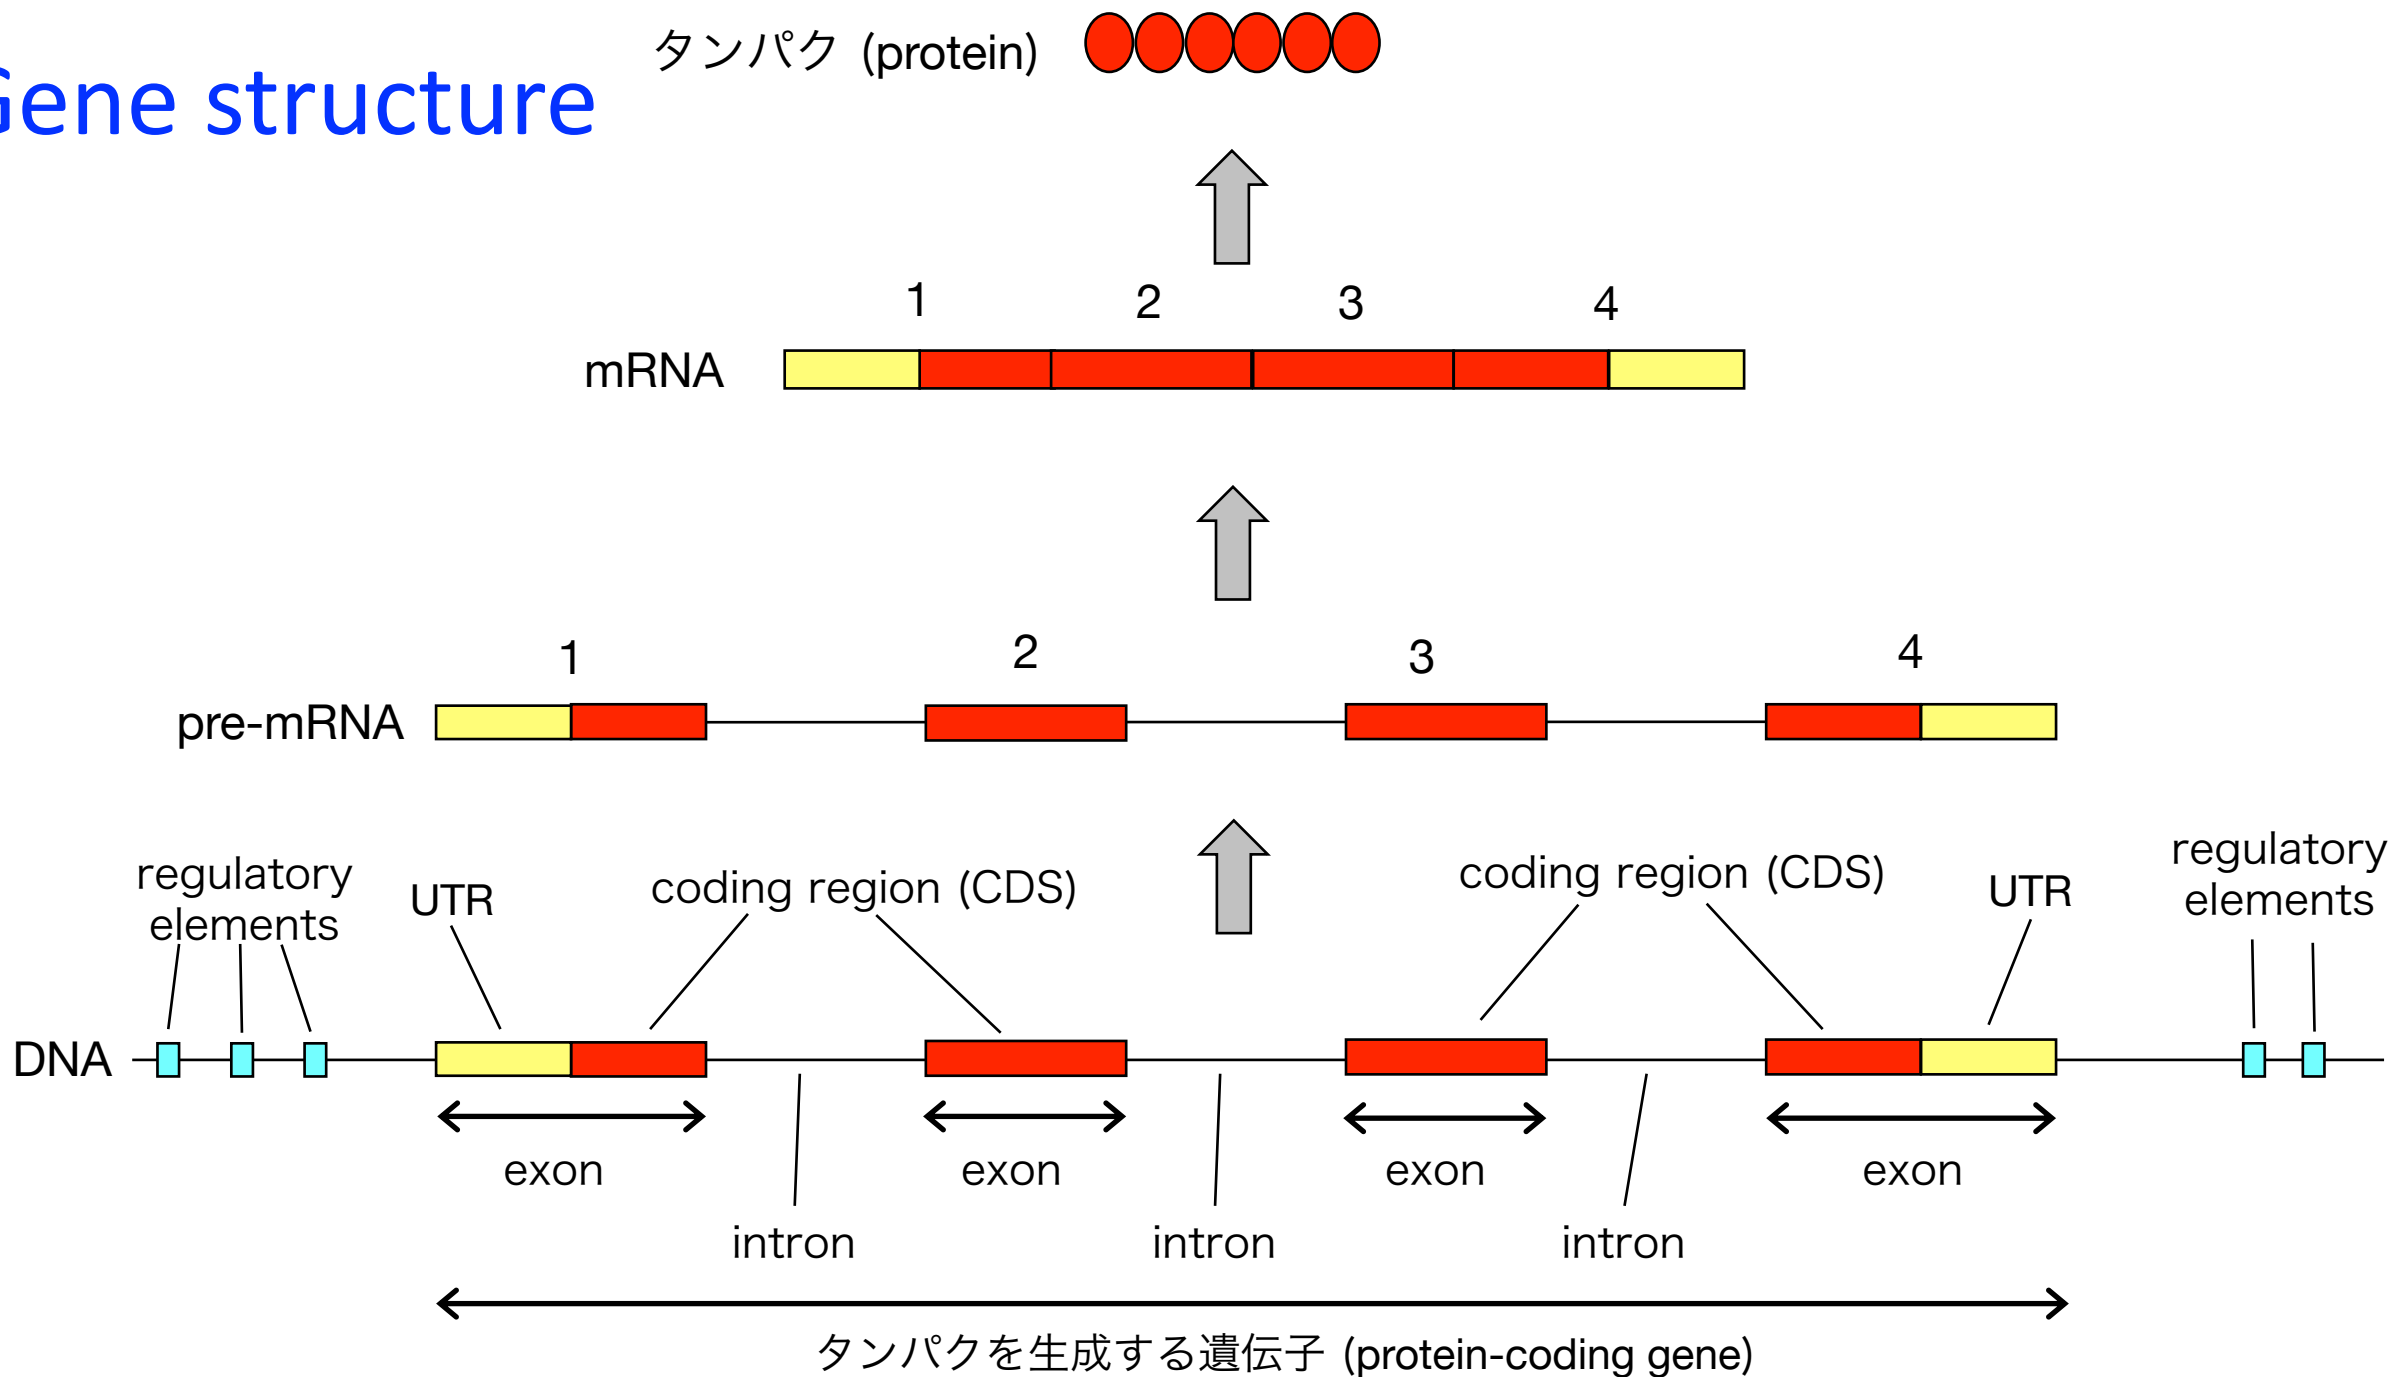 タンパク (protein)
Gene structure
1 2 3 4
mRNA
1 2 3 4
pre-mRNA
regulatory
elements
UTR
coding region (CDS)
coding region (CDS)
UTR
regulatory
elements
DNA
exon exon exon exon
intron intron intron
タンパクを生成する遺伝子 (protein-coding gene)